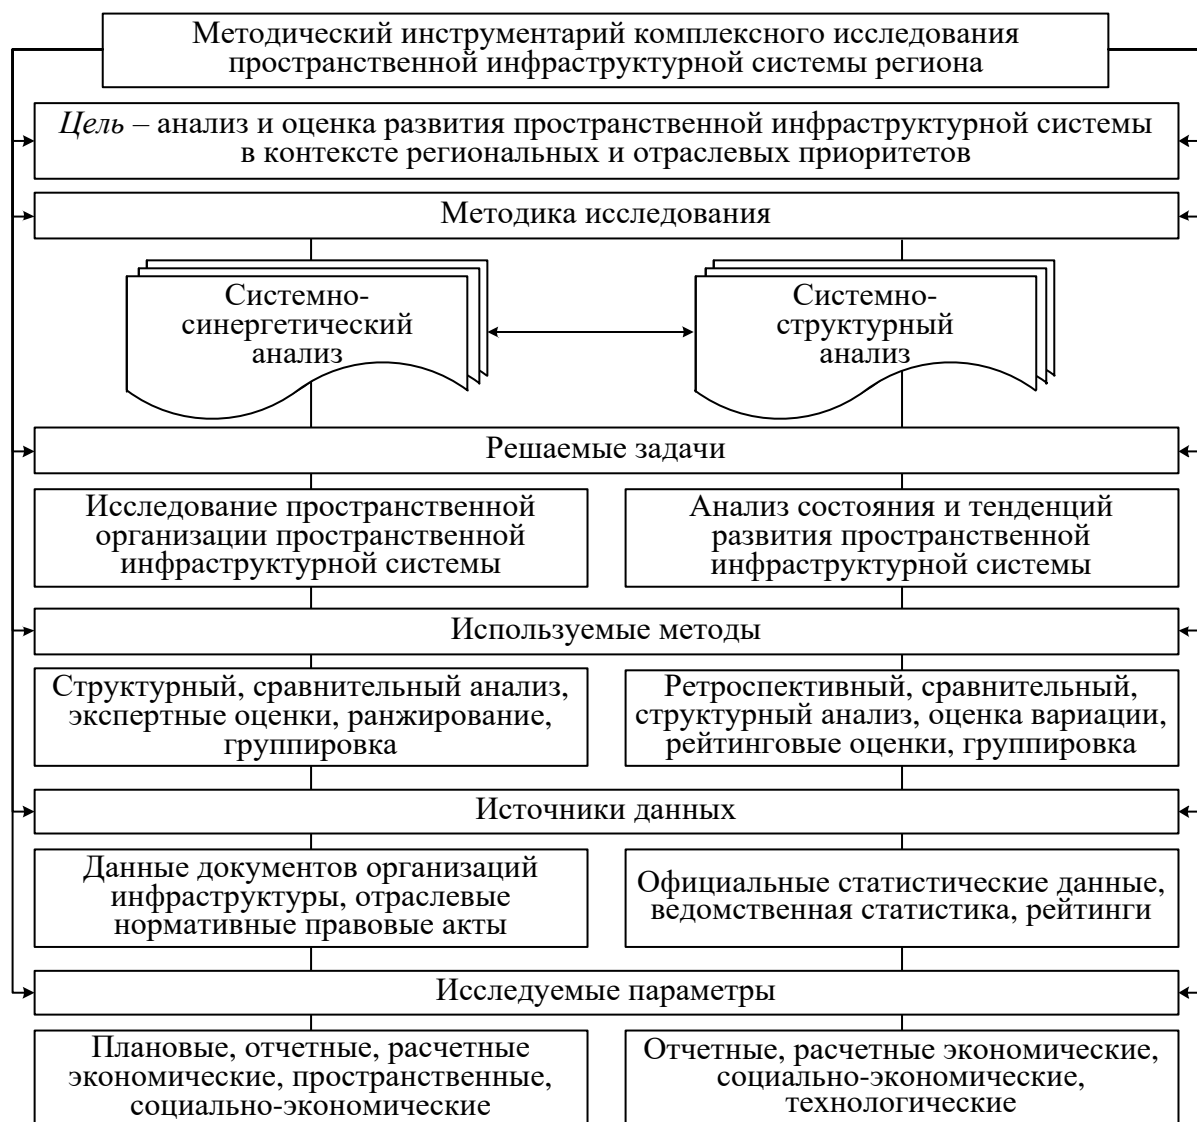 Методический инструментарий комплексного исследования
пространственной инфраструктурной системы региона
Цель – анализ и оценка развития пространственной инфраструктурной системы
в контексте региональных и отраслевых приоритетов
Методика исследования
Системно-
синергетический
анализ
Системно-
структурный
анализ
Решаемые задачи
Исследование пространственной
организации пространственной
инфраструктурной системы
Анализ состояния и тенденций
развития пространственной
инфраструктурной системы
Используемые методы
Структурный, сравнительный анализ,
экспертные оценки, ранжирование,
группировка
Ретроспективный, сравнительный,
структурный анализ, оценка вариации,
рейтинговые оценки, группировка
Источники данных
Данные документов организаций
инфраструктуры, отраслевые
нормативные правовые акты
Официальные статистические данные,
ведомственная статистика, рейтинги
Исследуемые параметры
Плановые, отчетные, расчетные
экономические, пространственные,
социально-экономические
Отчетные, расчетные экономические,
социально-экономические,
технологические